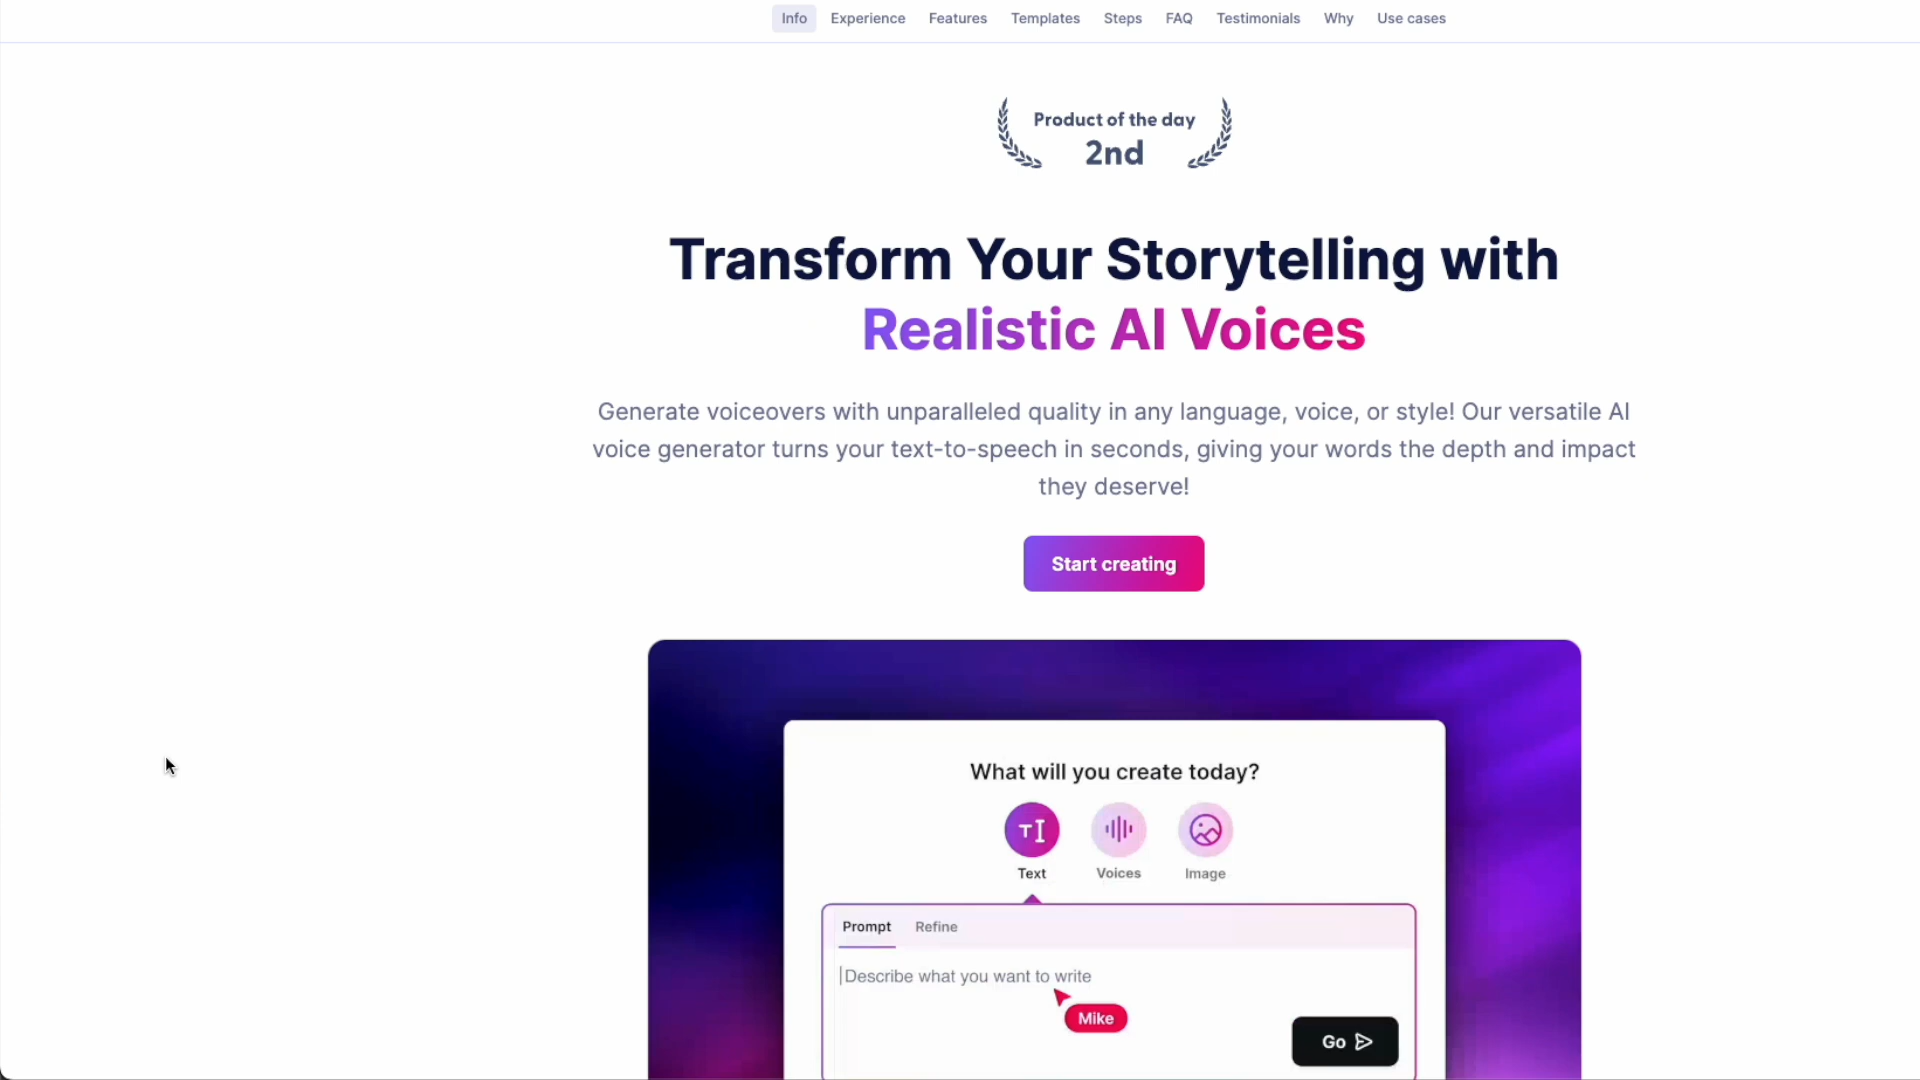 Info Experience Features Templates Steps FAQ Testimonials Why Use cases
Product of the day
2nd
Transform Your Storytelling with
Realistic AI Voices
Generate voiceovers with unparalleled quality in any language, voice, or style! Our versatile AI
voice generator turns your text-to-speech in seconds, giving your words the depth and impact
they deserve!
Start creating
What will you create today?
Text Voices Image
Prompt Refine
Describe what you want to write
Mike
Go